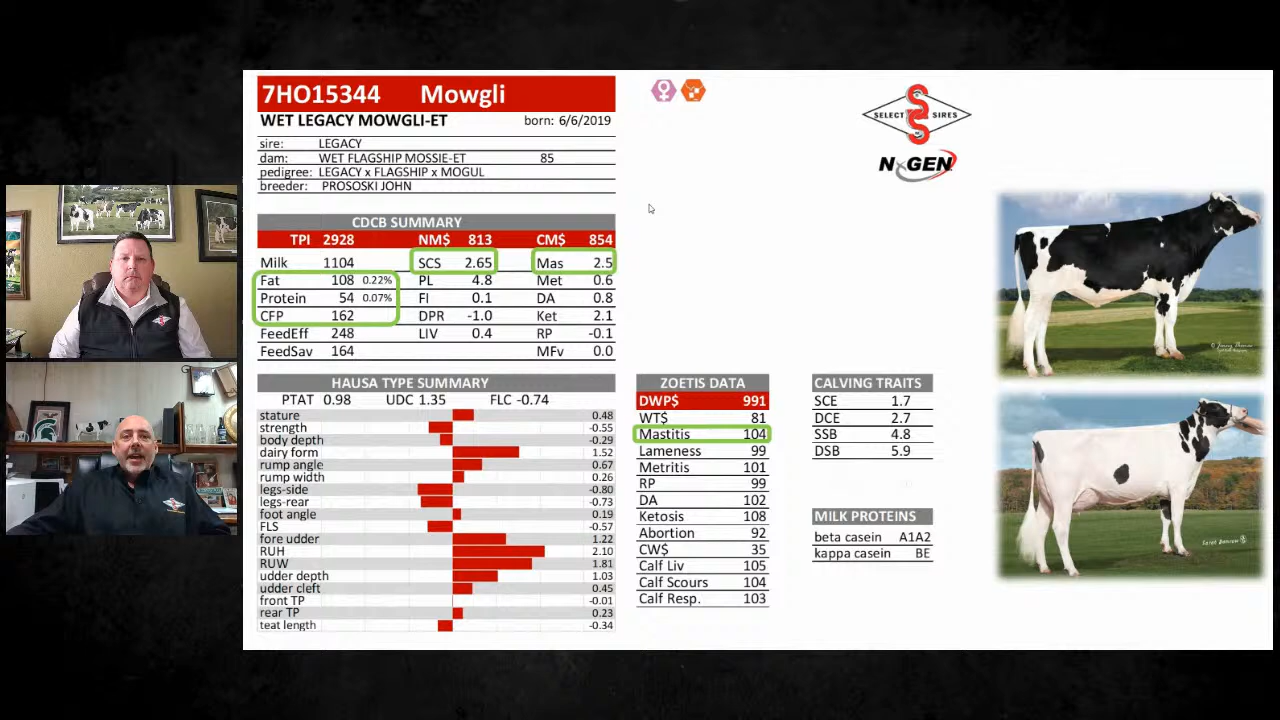 7HO15344 Mowgli
WET LEGACY MOWGLI-ET born: 6/6/2019
sire: LEGACY
dam: WET FLAGSHIP MOSSIE-ET 85
pedigree: LEGACY x FLAGSHIP x MOGUL
breeder: PROSOSKI JOHN
CDCB SUMMARY
TPI 2928 NM$ 813 CM$ 854
Milk 1104 SCS 2.65 Mas 2.5
Fat 108 0.22% PL 4.8 Met 0.6
Protein 54 0.07% FI 0.1 DA 0.8
CFP 162 DPR -1.0 Ket 2.1
FeedEff 248 LIV 0.4 RP -0.1
FeedSav 164 MFv 0.0
HAUSA TYPE SUMMARY
PTAT 0.98 UDC 1.35 FLC -0.74
stature 0.48
strength -0.55
body depth -0.29
dairy form 1.52
rump angle 0.67
rump width 0.26
legs-side -0.80
legs-rear -0.73
foot angle 0.19
FLS -0.57
fore udder 1.22
RUH 2.10
RUW 1.81
udder depth 1.03
udder cleft 0.45
front TP -0.01
rear TP 0.23
teat length -0.34
ZOETIS DATA
DWP$ 991
WT$ 81
Mastitis 104
Lameness 99
Metritis 101
RP 99
DA 102
Ketosis 108
Abortion 92
CW$ 35
Calf Liv 105
Calf Scours 104
Calf Resp. 103
CALVING TRAITS
SCE 1.7
DCE 2.7
SSB 4.8
DSB 5.9
MILK PROTEINS
beta casein A1A2
kappa casein BE
SELECT SIRES
NxGEN